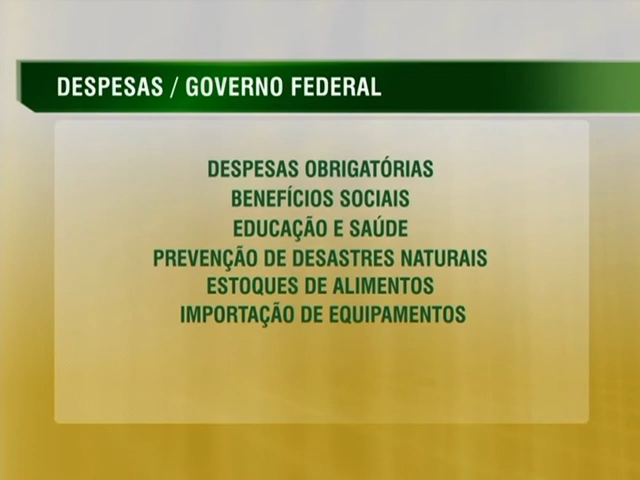 DESPESAS / GOVERNO FEDERAL
DESPESAS OBRIGATÓRIAS
BENEFÍCIOS SOCIAIS
EDUCAÇÃO E SAÚDE
PREVENÇÃO DE DESASTRES NATURAIS
ESTOQUES DE ALIMENTOS
IMPORTAÇÃO DE EQUIPAMENTOS